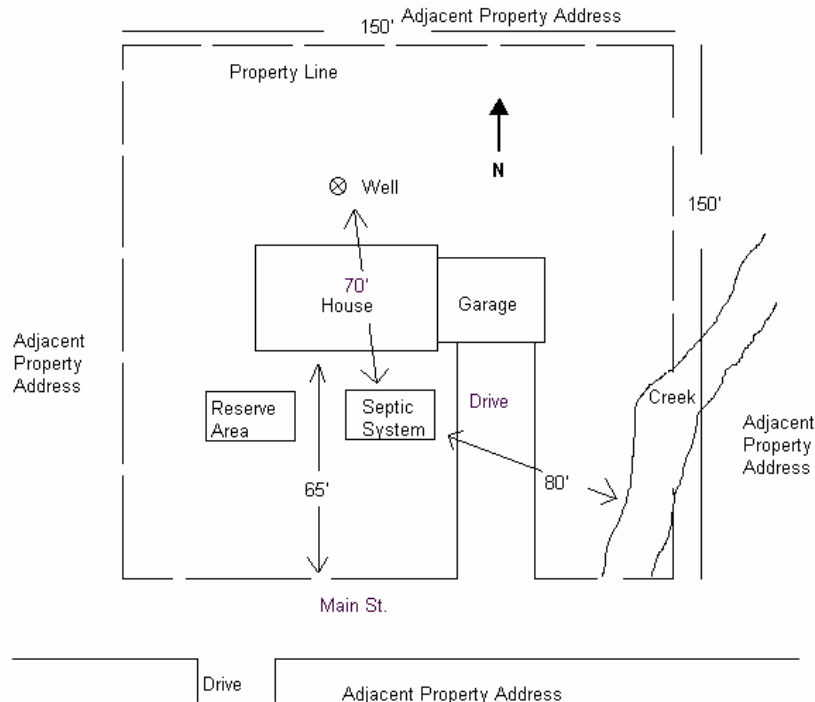 Adjacent Property Address
150'
Property Line
N
Well
150'
70'
House
Garage
Adjacent
Property
Address
Reserve
Area
Septic
System
Drive
Creek
Adjacent
Property
Address
65'
80'
Main St.
Drive
Adjacent Property Address